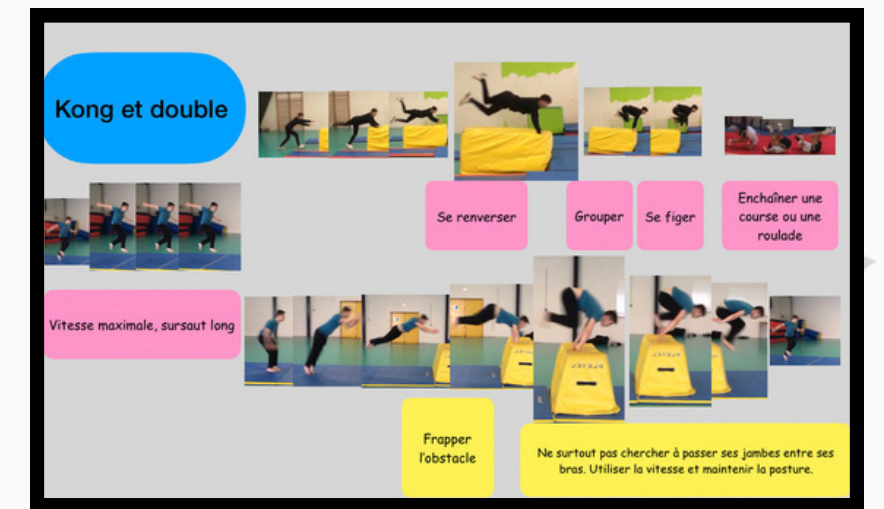 Kong et double
Se renverser
Grouper
Se figer
Enchaîner une
course ou une
roulade
Vitesse maximale, sursaut long
Frapper
l'obstacle
Ne surtout pas chercher à passer ses jambes entre ses
bras. Utiliser la vitesse et maintenir la posture.